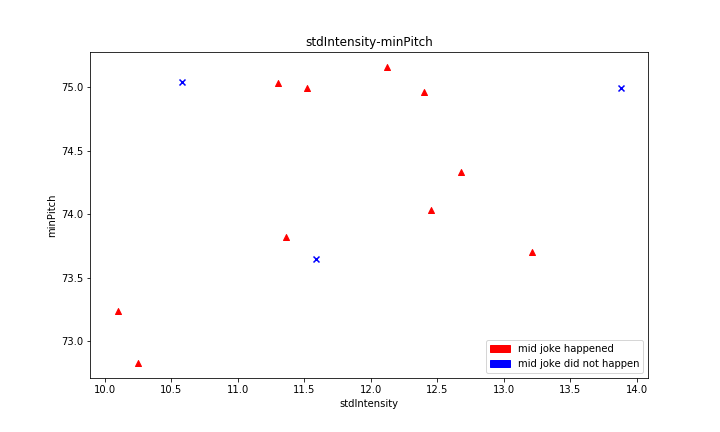 stdIntensity-minPitch
75.0
74.5
74.0
73.5
73.0
minPitch
10.0 10.5 11.0 11.5 12.0 12.5 13.0 13.5 14.0
stdIntensity
mid joke happened
mid joke did not happen